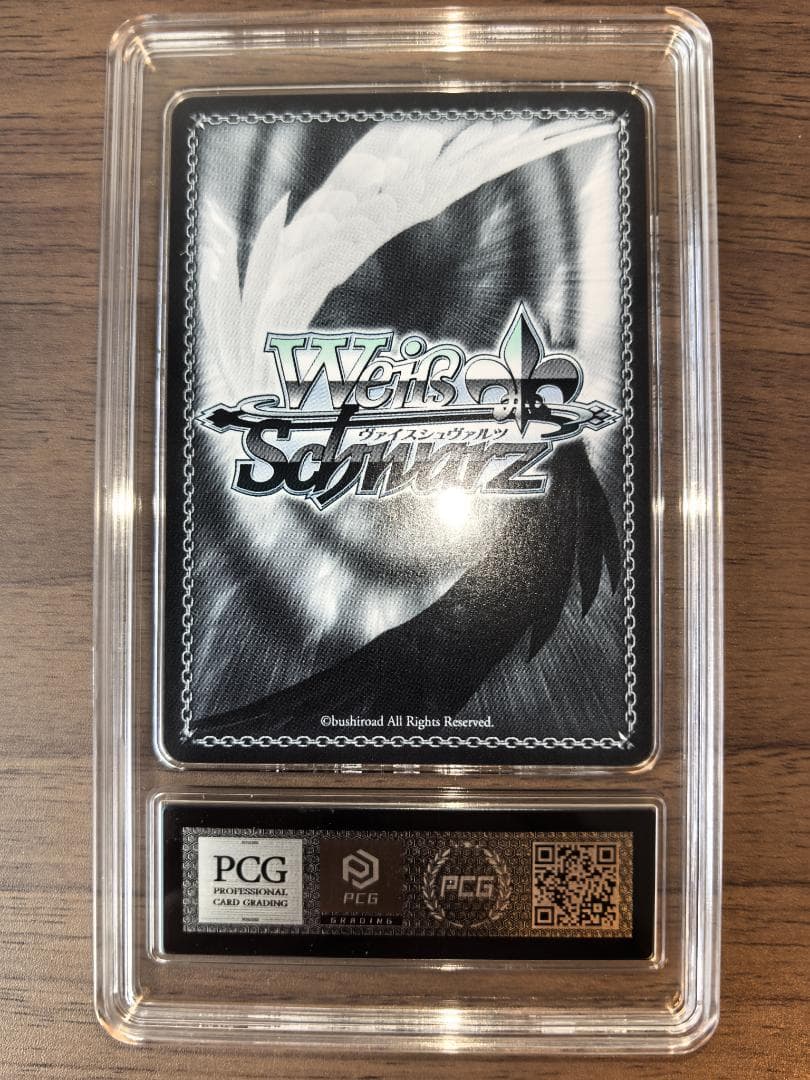 Weiß
ヴァイスシュヴァルツ
Schwarz
©bushiroad All Rights Reserved.
PCG
PROFESSIONAL
CARD GRADING
PCG
GRADING
PCG